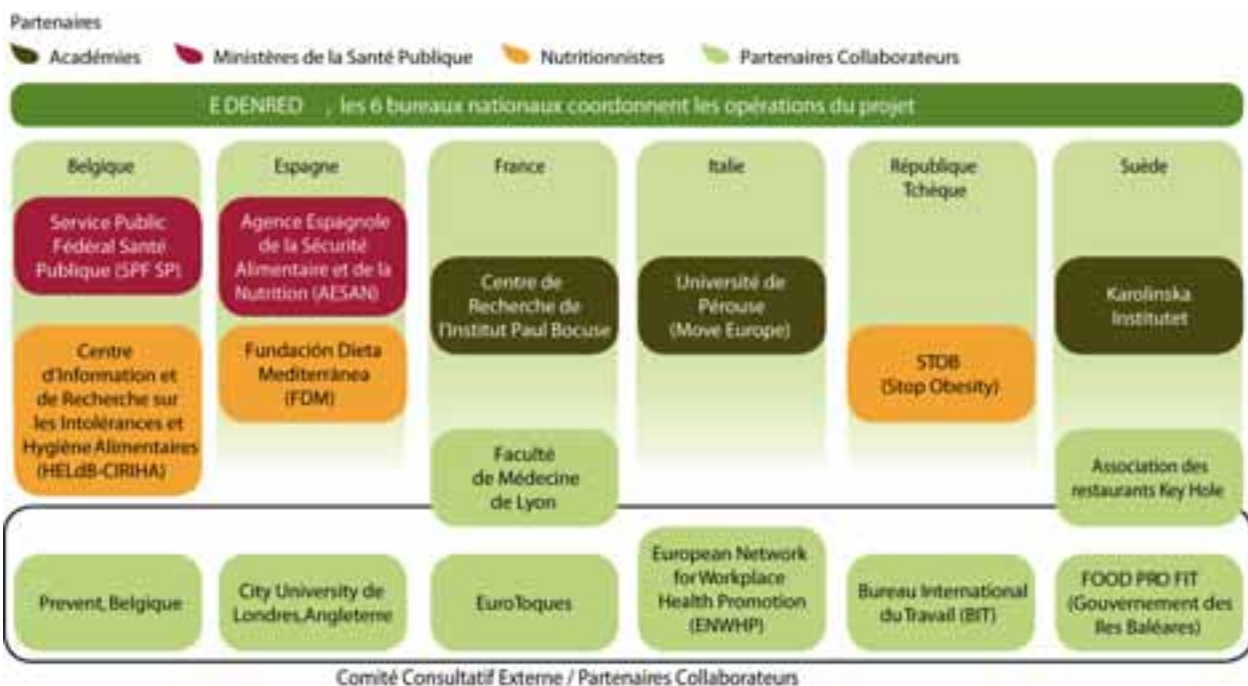 Partenaires
Académies
Ministères de la Santé Publique
Nutritionnistes
Partenaires Collaborateurs
EDENRED , les 6 bureaux nationaux coordonnent les opérations du projet
Belgique
Service Public
Fédéral Santé
Publique (SPF SP)
Centre
d'Information et
de Recherche sur
les Intolérances et
Hygiène Alimentaires
(HELdB-CIRIHA)
Espagne
Agence Espagnole
de la Sécurité
Alimentaire et de la
Nutrition (AESAN)
Fundación Dieta
Mediterránea
(FDM)
France
Centre de
Recherche de
l'Institut Paul Bocuse
Faculté
de Médecine
de Lyon
Italie
Université de
Pérouse
(Move Europe)
République
Tchèque
STOB
(Stop Obesity)
Suède
Karolinska
Institutet
Association des
restaurants Key Hole
Prevent, Belgique
City University de
Londres, Angleterre
EuroToques
European Network
for Workplace
Health Promotion
(ENWHP)
Bureau International
du Travail (BIT)
FOOD PRO FIT
(Gouvernement des
Iles Baléares)
Comité Consultatif Externe / Partenaires Collaborateurs